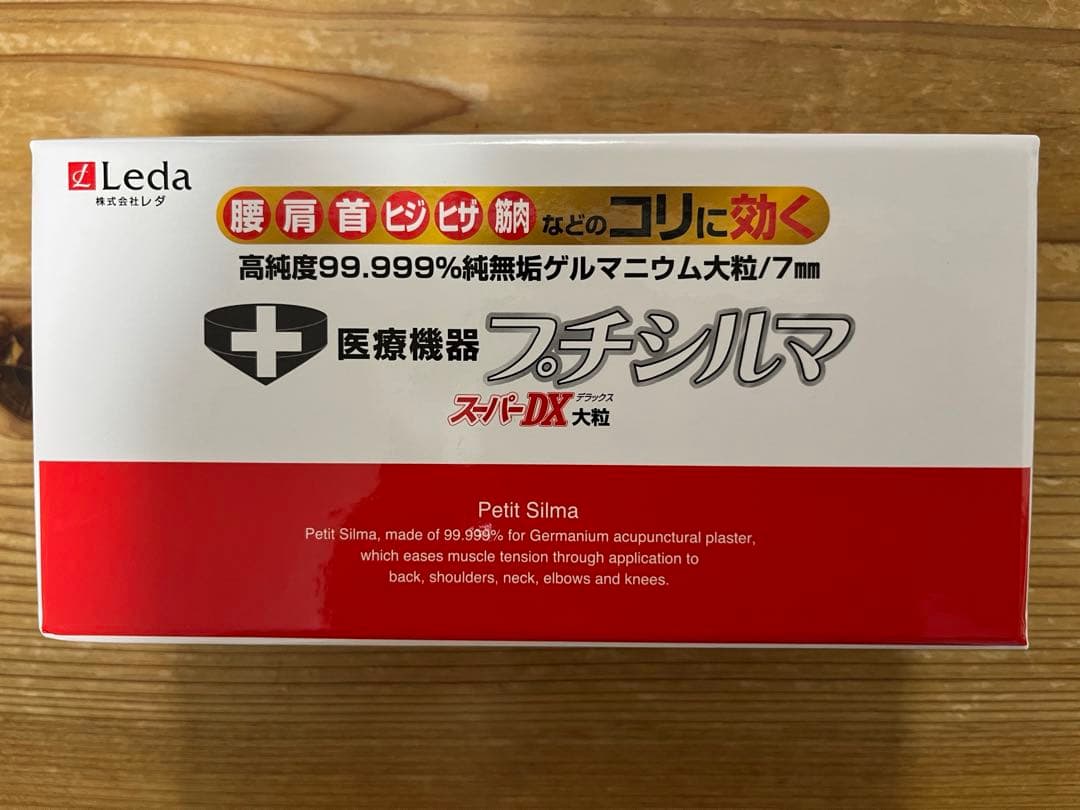 Leda
株式会社レダ
腰 肩 首 ヒジ ヒザ 筋肉 などのコリに効く
高純度99.999%純無垢ゲルマニウム大粒/7㎜
医療機器 プチシルマ
デラックス
スーパーDX大粒
Petit Silma
Petit Silma, made of 99.999% for Germanium acupunctural plaster,
which eases muscle tension through application to
back, shoulders, neck, elbows and knees.